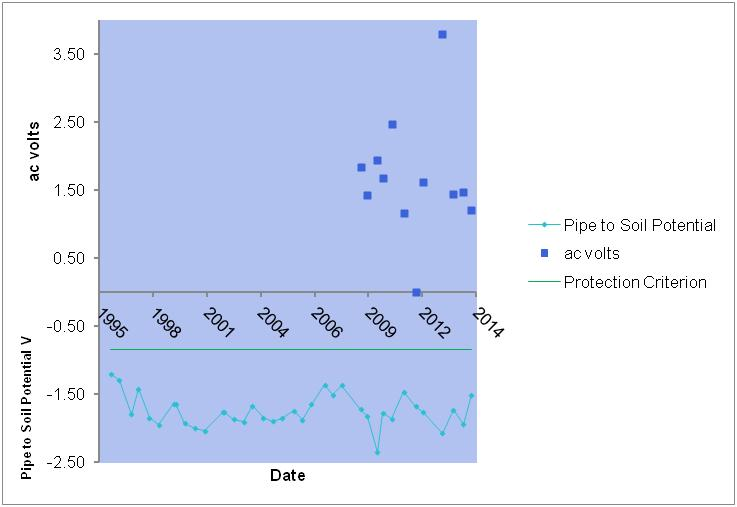 3.50
2.50
1.50
0.50
-0.50
-1.50
-2.50
ac volts
Pipe to Soil Potential V
1995
1998
2001
2004
2006
2009
2012
2014
Date
Pipe to Soil Potential
ac volts
Protection Criterion